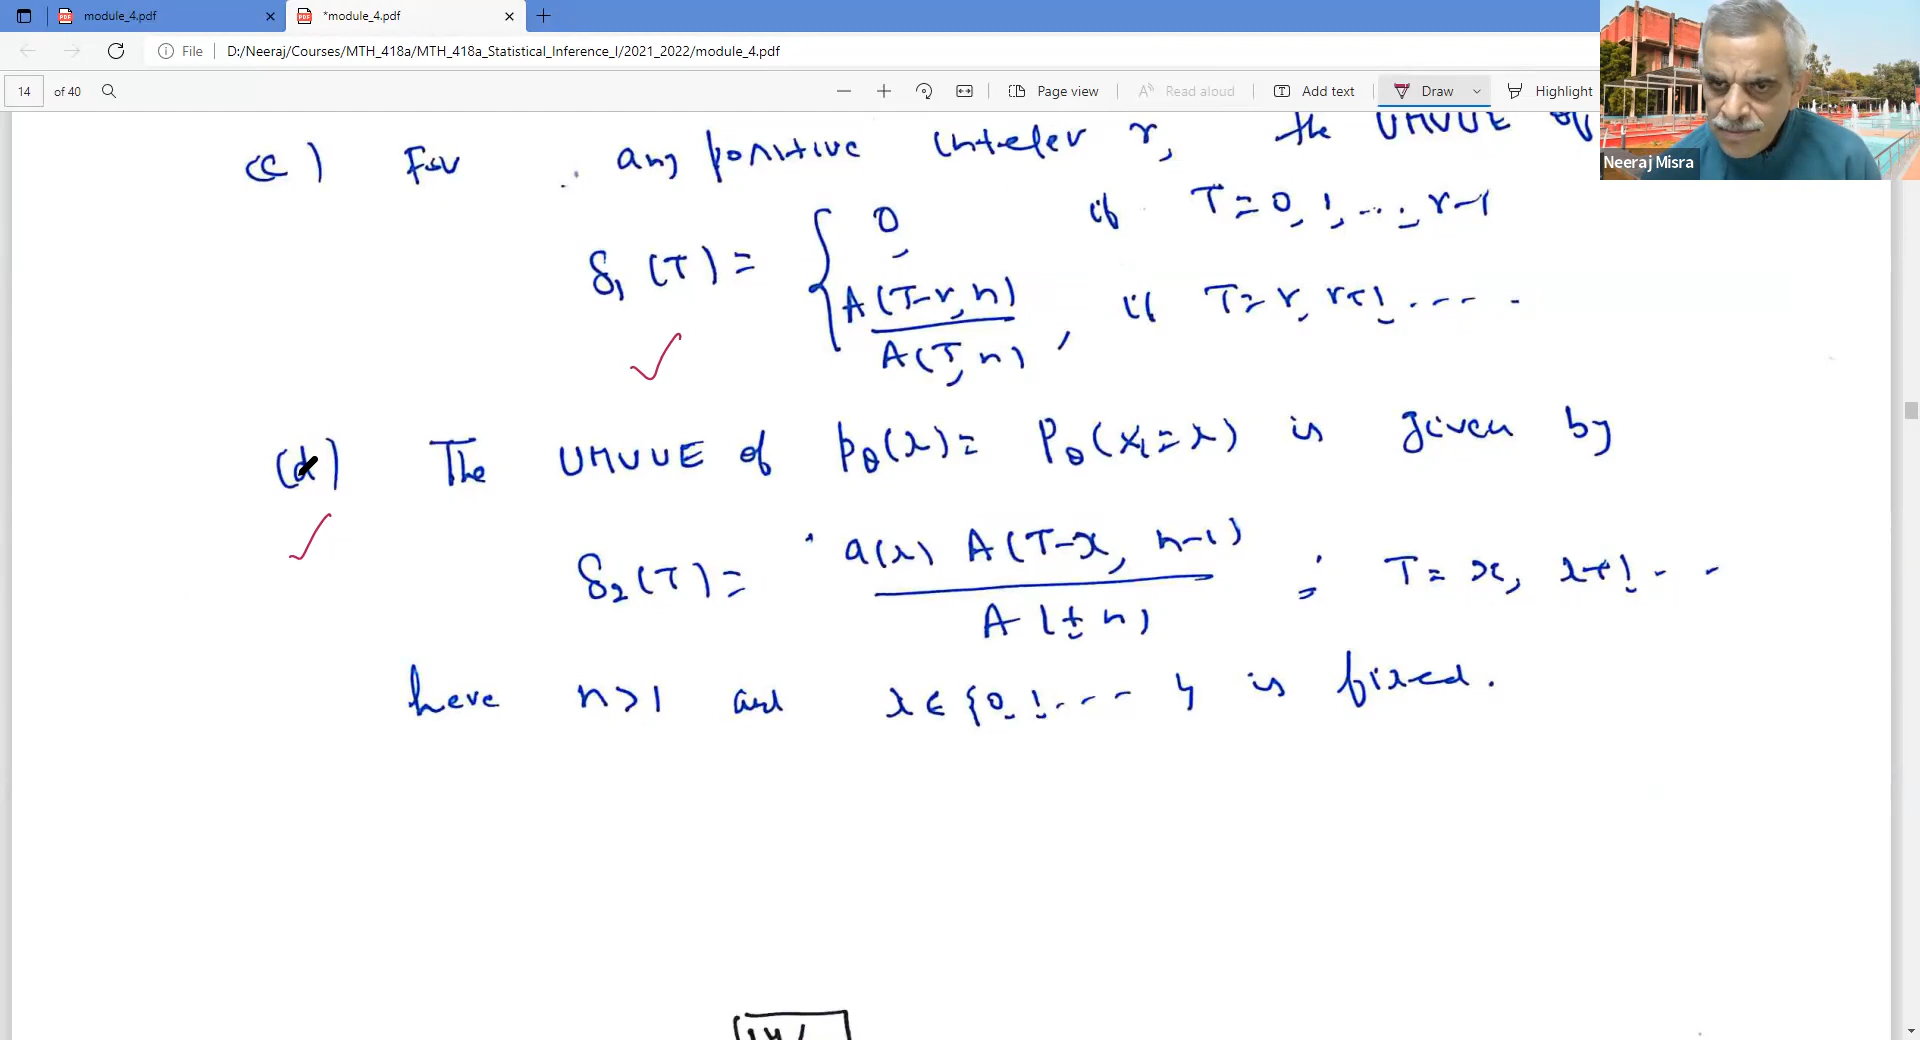 module_4.pdf *module_4.pdf
File D:/Neeraj/Courses/MTH_418a/MTH_418a_Statistical_Inference_I/2021_2022/module_4.pdf
14 of 40 Page view Read aloud Add text Draw Highlight
Neeraj Misra
(c) For any positive integer r, the UMVUE of
δ₁(T) = { 0 if T = 0, 1, ..., r-1
A(T-r, n) / A(T, n), if T = r, r+1, ....
(d) The UMVUE of p_θ(x) = P_θ(X₁ = x) is given by
δ₂(T) = a(x) A(T-x, n-1) / A(t, n) ; T = x, x+1, ..
here n>1 and x ∈ {0, 1, ...} is fixed.
14/